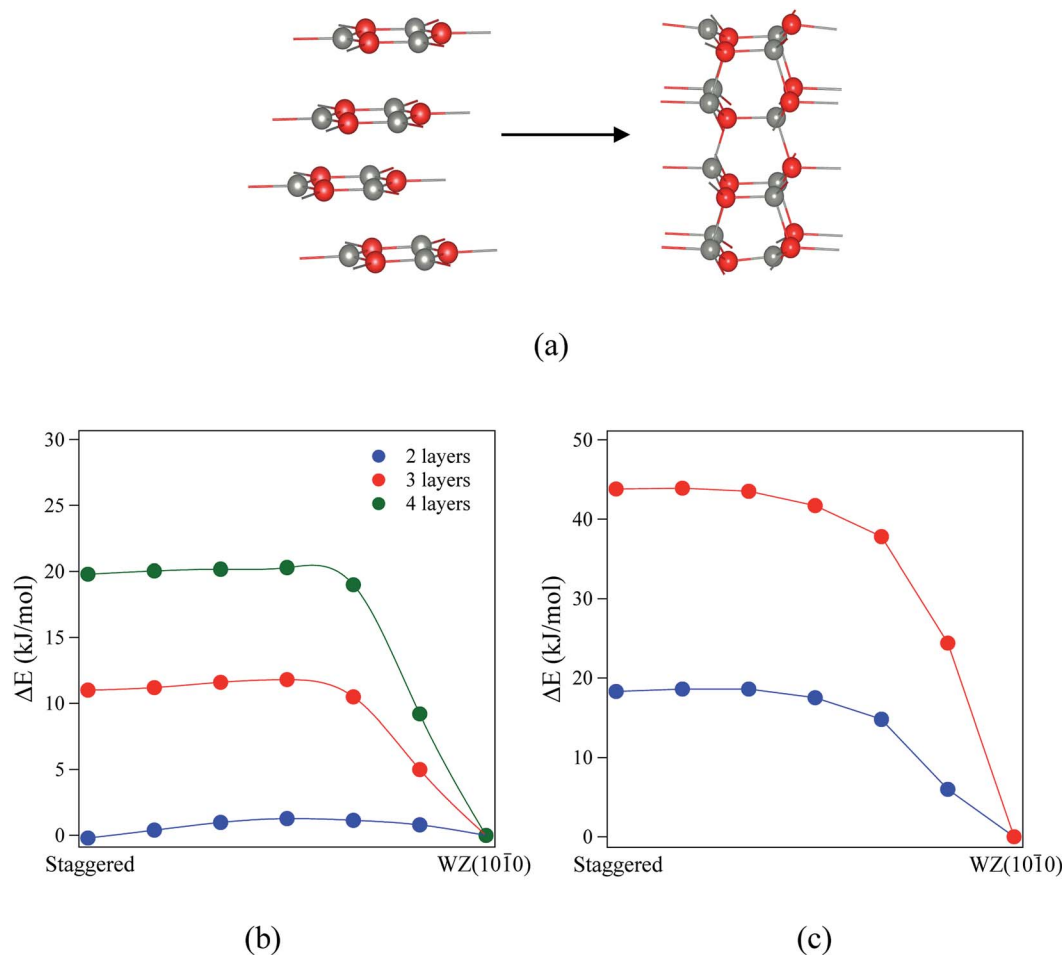 (a)
30
25
20
15
10
5
0
ΔE (kJ/mol)
2 layers
3 layers
4 layers
Staggered
WZ(101̄0)
(b)
50
40
30
20
10
0
ΔE (kJ/mol)
Staggered
WZ(101̄0)
(c)